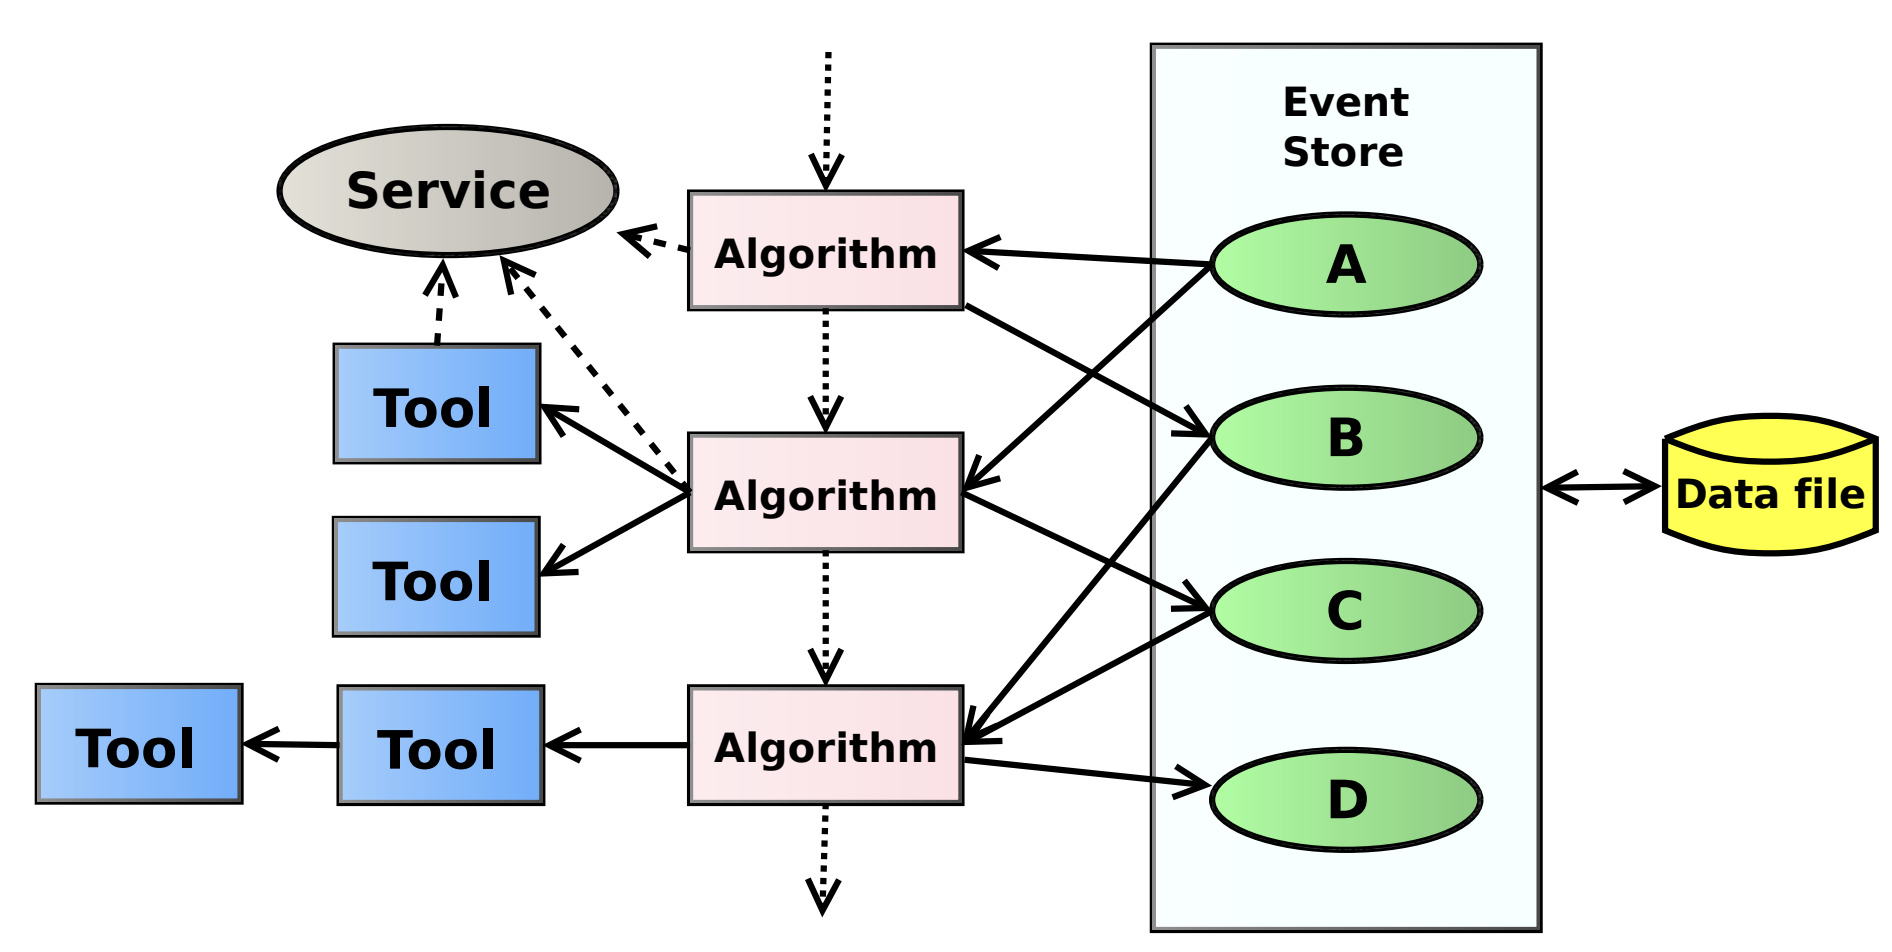 Event
Store
Service
Algorithm
A
Tool
B
Algorithm
Data file
Tool
C
Tool
Tool
Algorithm
D